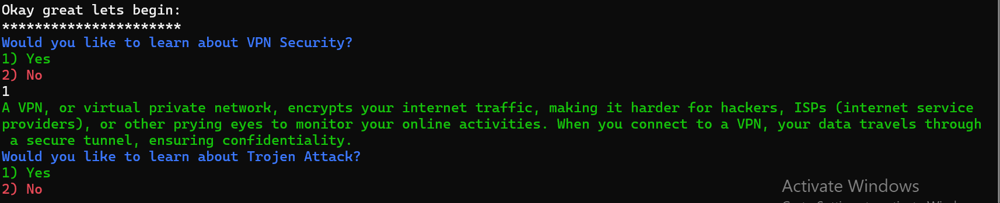 Okay great lets begin:
**********************
Would you like to learn about VPN Security?
1) Yes
2) No
1
A VPN, or virtual private network, encrypts your internet traffic, making it harder for hackers, ISPs (internet service
providers), or other prying eyes to monitor your online activities. When you connect to a VPN, your data travels through
a secure tunnel, ensuring confidentiality.
Would you like to learn about Trojen Attack?
1) Yes
2) No
Activate Windows